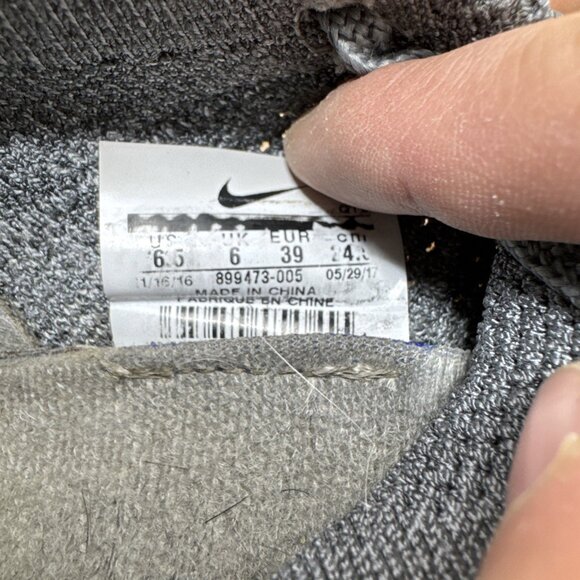 US UK EUR cm
6.5 6 39 24.5
11/16/16 899473-005 05/29/17
MADE IN CHINA
FABRIQUE EN CHINE